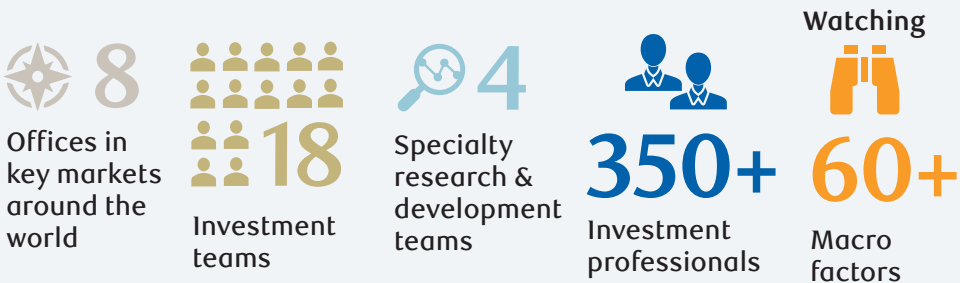 8
Offices in
key markets
around the
world
18
Investment
teams
4
Specialty
research &
development
teams
350+
Investment
professionals
Watching
60+
Macro
factors